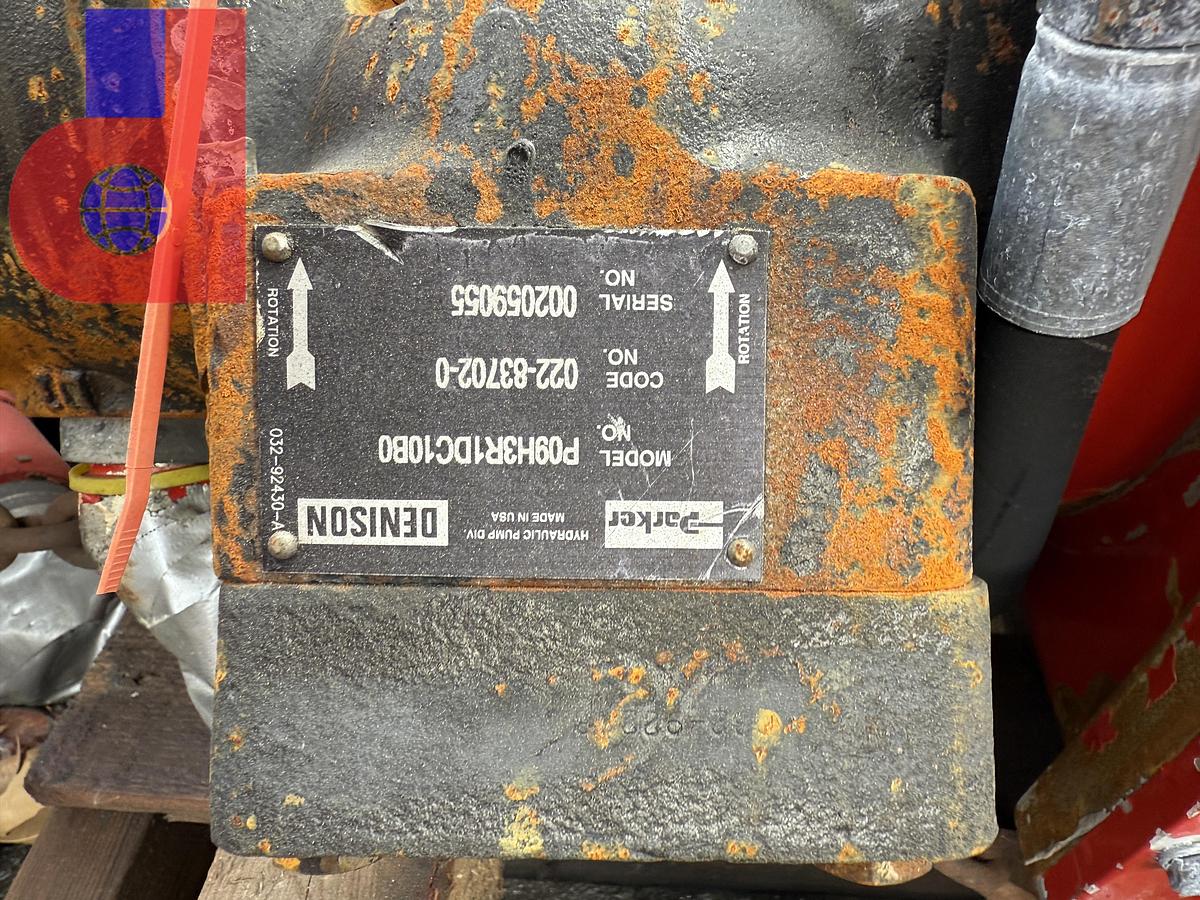 Parker
HYDRAULIC PUMP DIV.
MADE IN USA
DENISON
MODEL NO. P09H3R1DC10B0
CODE NO. 022-83702-0
SERIAL NO. 002059055
ROTATION
ROTATION
032-92430-A